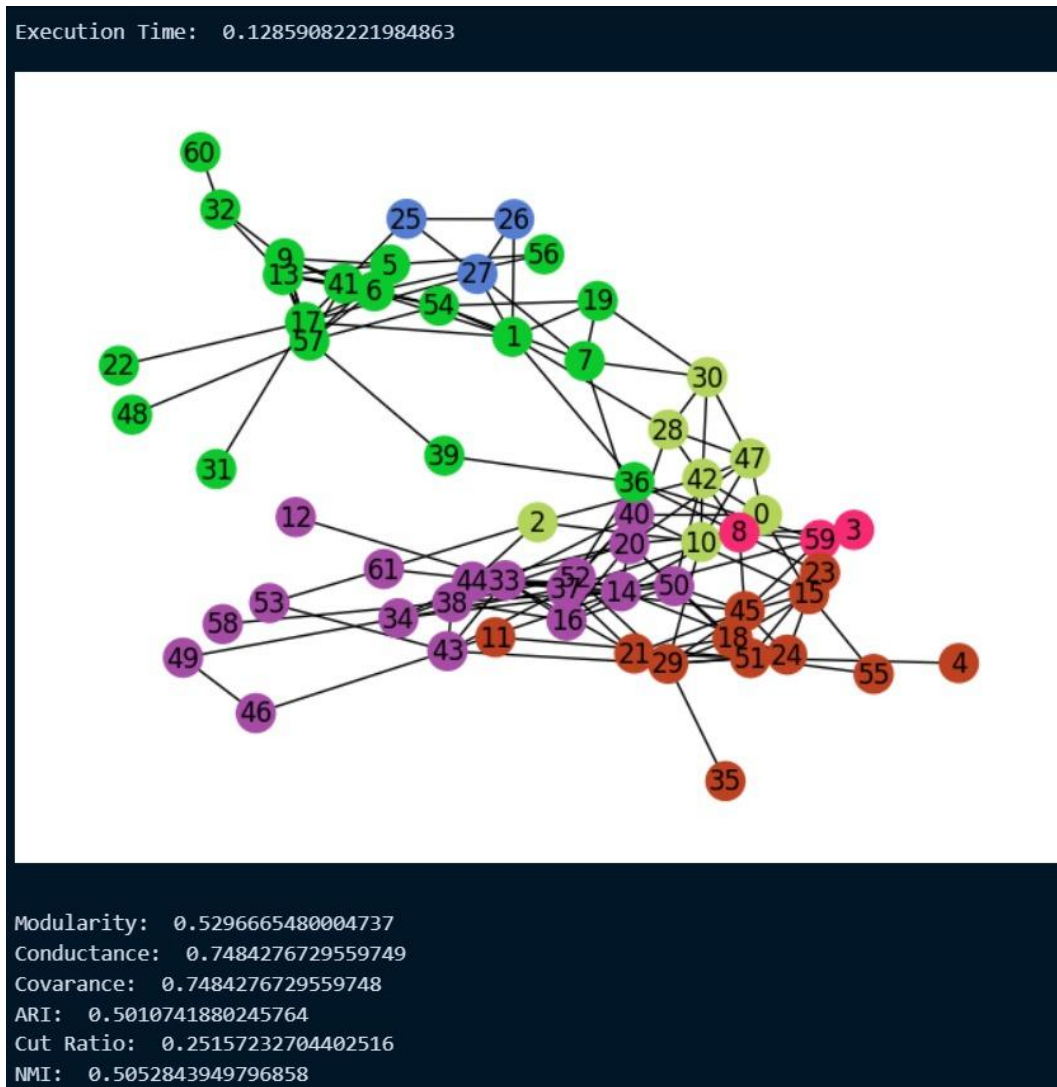 Execution Time:  0.12859082221984863
60
32
25 26
9 5 56
13 41 6 27
54 19
17 57 1
22 7 30
48 28
31 39 47
36 42
12 2 40 0 3
20 10 8 59
61 44 33 52 23
53 38 37 14 50 15
58 34 16 45
49 43 11 21 18
29 51 24 55 4
46
35
Modularity:  0.5296665480004737
Conductance:  0.7484276729559749
Covarance:  0.7484276729559748
ARI:  0.5010741880245764
Cut Ratio:  0.25157232704402516
NMI:  0.5052843949796858